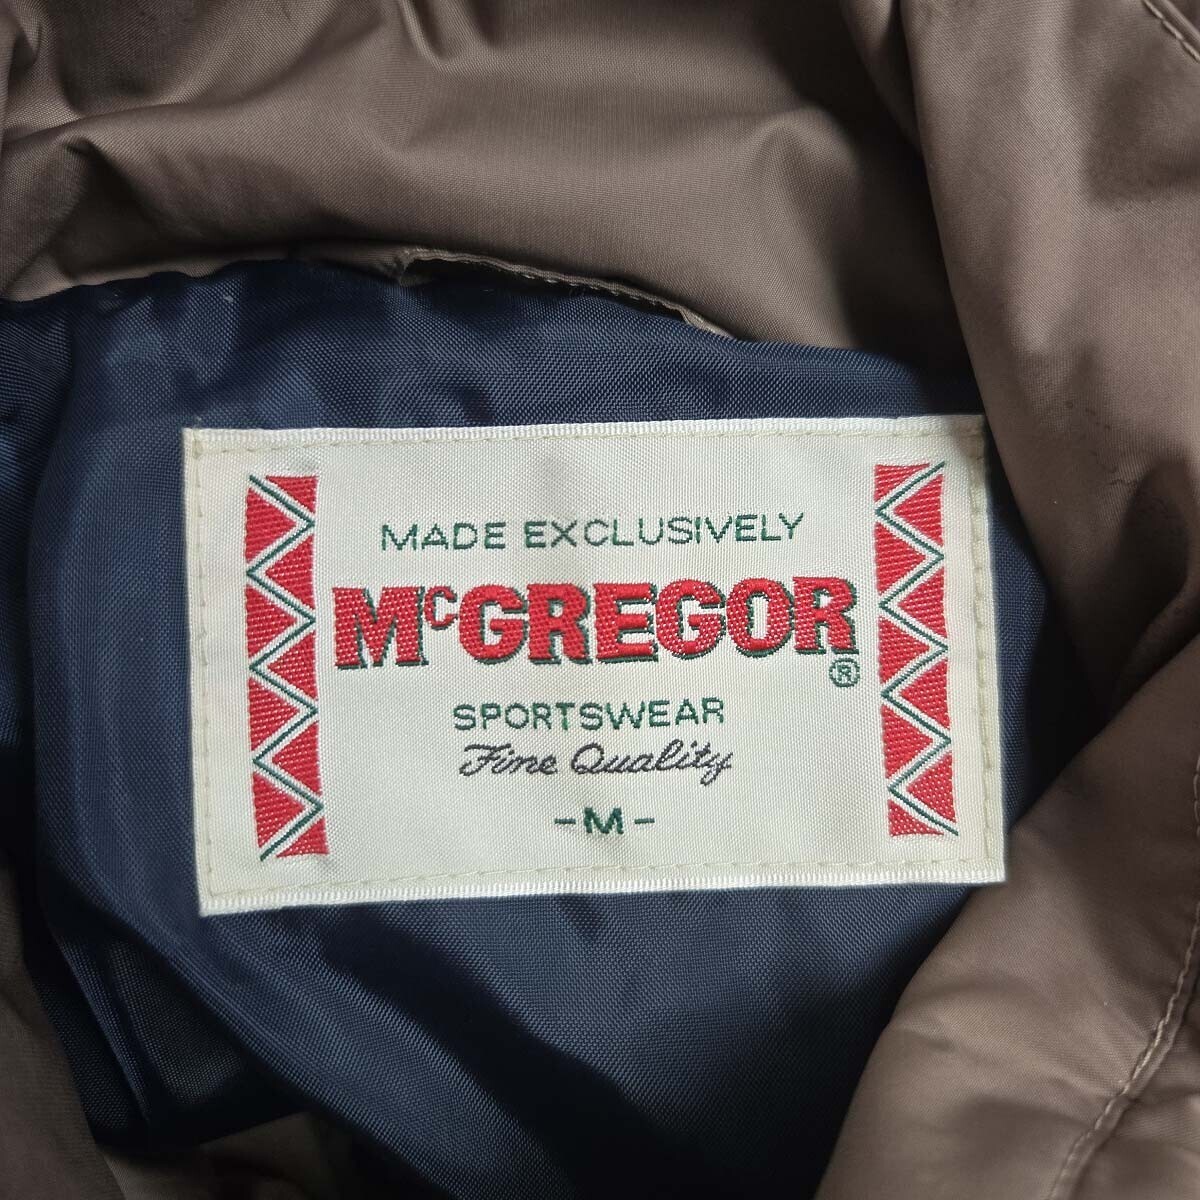 MADE EXCLUSIVELY
McGREGOR®
SPORTSWEAR
Fine Quality
-M-